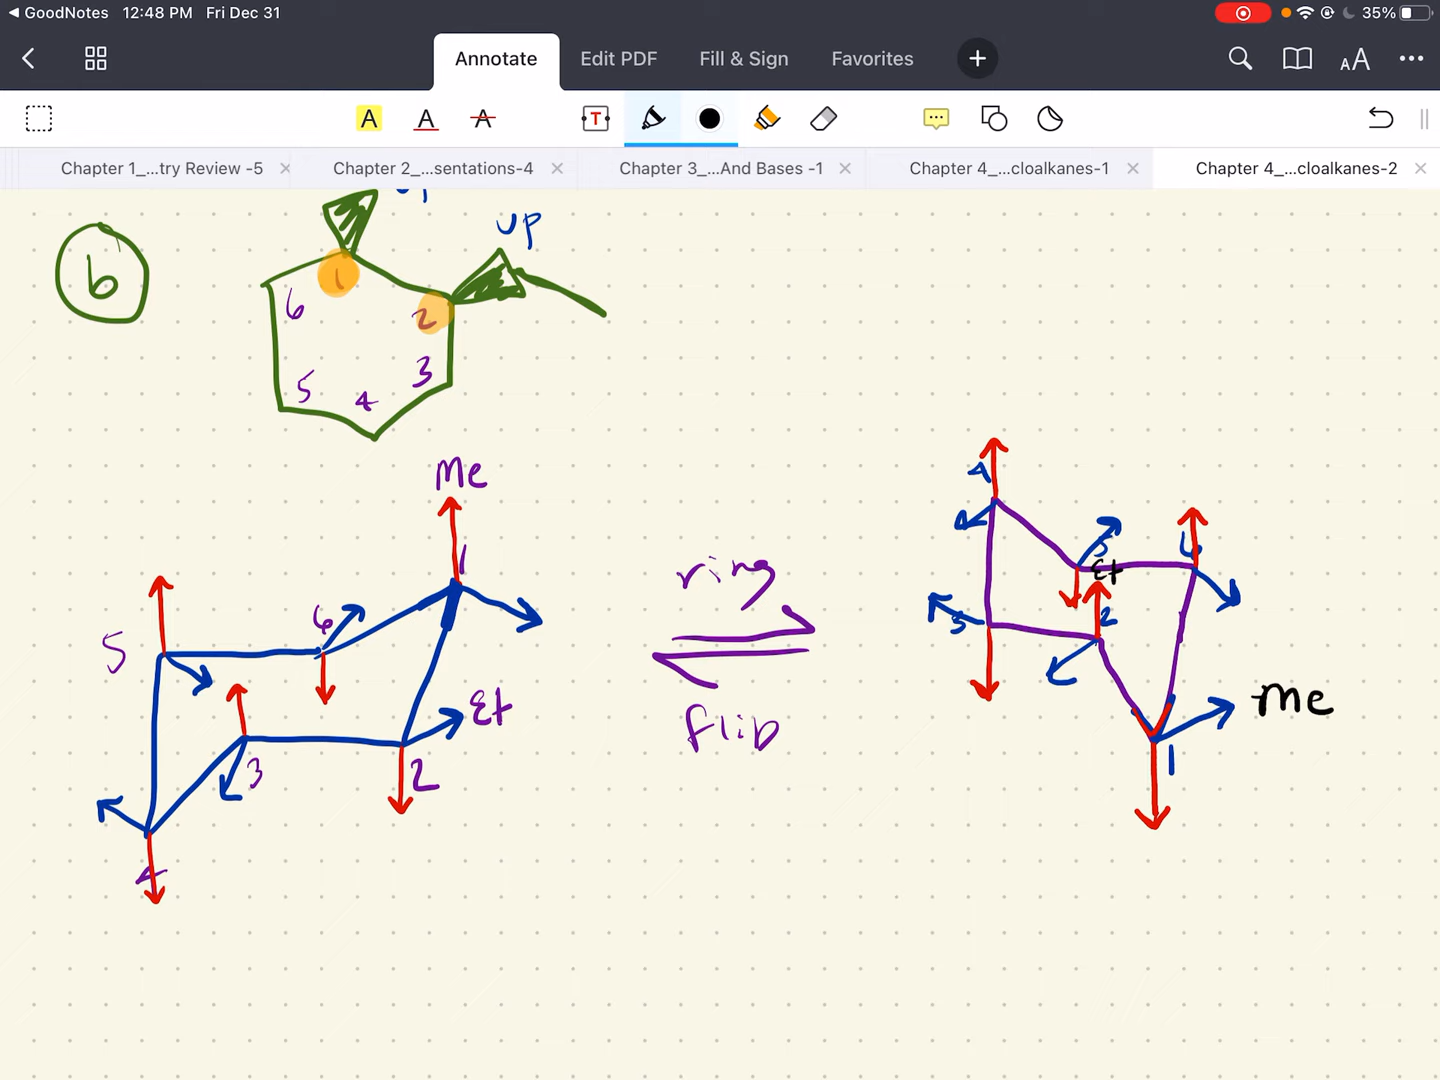 GoodNotes 12:48 PM Fri Dec 31 35%
Annotate Edit PDF Fill & Sign Favorites +
A A A T AA
Chapter 1_...try Review -5 Chapter 2_...sentations-4 Chapter 3_...And Bases -1 Chapter 4_...cloalkanes-1 Chapter 4_...cloalkanes-2
up
b
1
6 2
5 4 3
Me
1
6
5
Et
3 2
4
ring
flip
4
5 6
Et
3 2
Me
1